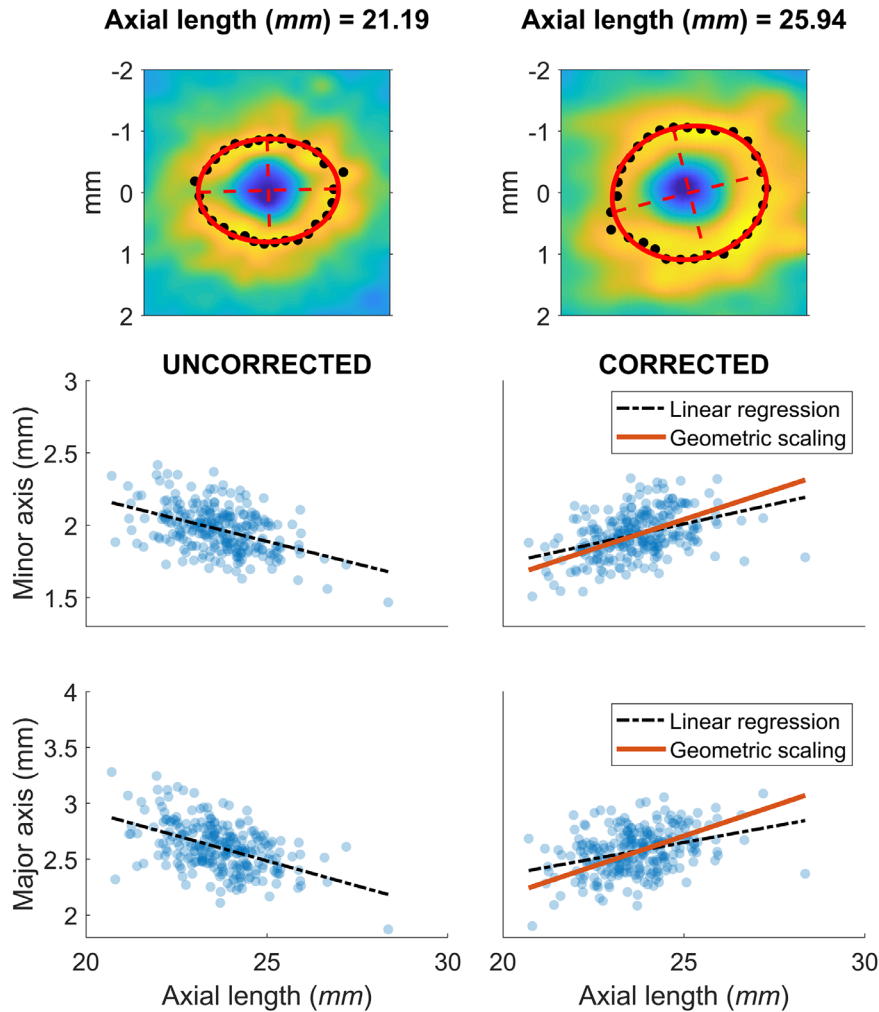 Axial length (mm) = 21.19
Axial length (mm) = 25.94
-2
-1
0
1
2
mm
-2
-1
0
1
2
mm
UNCORRECTED
CORRECTED
3
2.5
2
1.5
Minor axis (mm)
Linear regression
Geometric scaling
4
3.5
3
2.5
2
Major axis (mm)
Linear regression
Geometric scaling
20
25
30
Axial length (mm)
20
25
30
Axial length (mm)